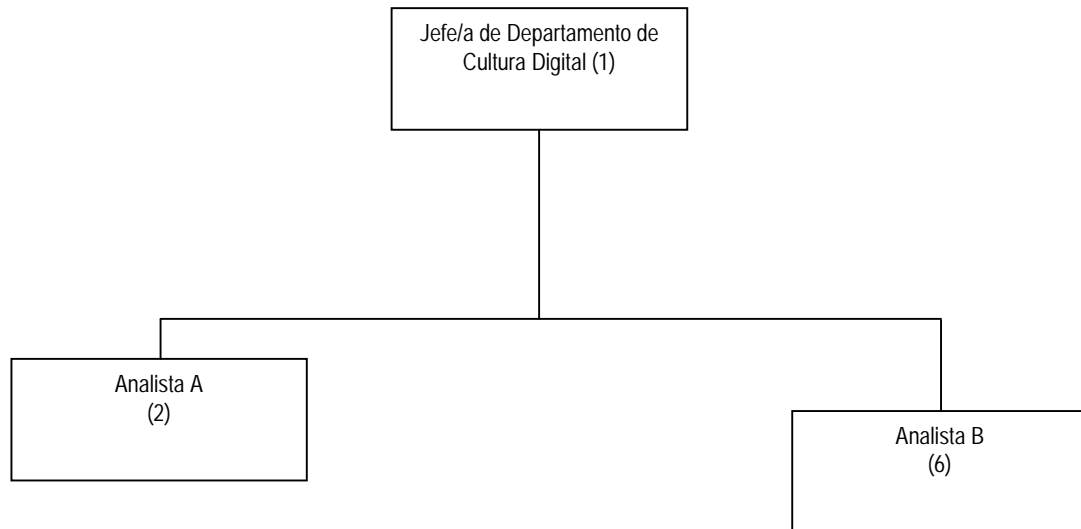 Jefe/a de Departamento de
Cultura Digital (1)
Analista A
(2)
Analista B
(6)